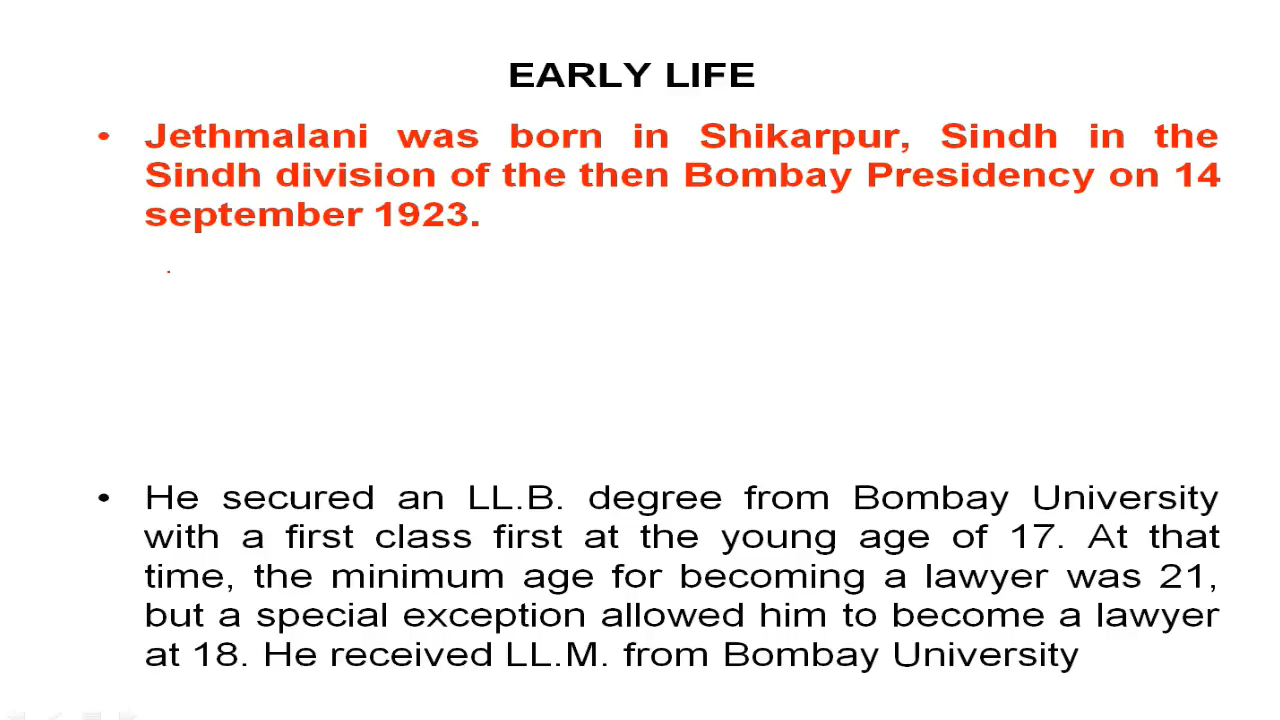 EARLY LIFE
• Jethmalani was born in Shikarpur, Sindh in the
Sindh division of the then Bombay Presidency on 14
september 1923.
• He secured an LL.B. degree from Bombay University
with a first class first at the young age of 17. At that
time, the minimum age for becoming a lawyer was 21,
but a special exception allowed him to become a lawyer
at 18. He received LL.M. from Bombay University